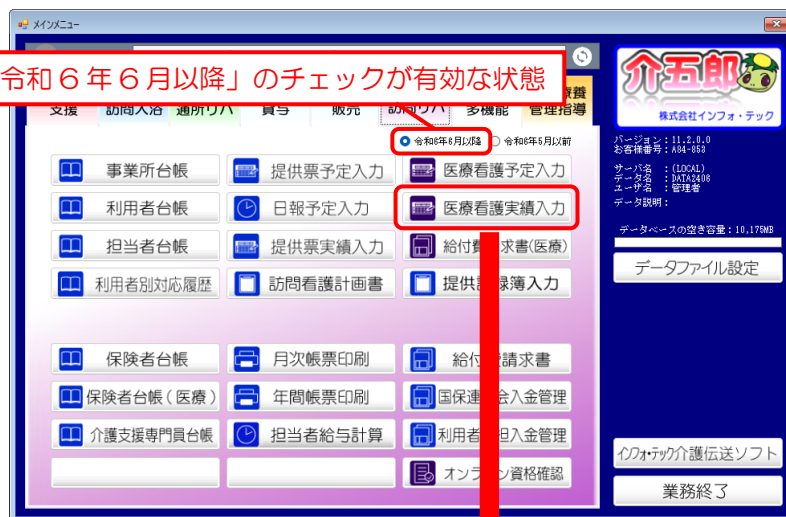 メインメニュー
令和６年６月以降」のチェックが有効な状態
支援 訪問入浴 通所リハ 貸与 販売 訪問リハ 多機能 管理指導
令和6年6月以降 令和6年5月以前
事業所台帳 提供票予定入力 医療看護予定入力
利用者台帳 日報予定入力 医療看護実績入力
担当者台帳 提供票実績入力 給付費 求書(医療)
利用者別対応履歴 訪問看護計画書 提供 録簿入力
保険者台帳 月次帳票印刷 給付 請求書
保険者台帳(医療) 年間帳票印刷 国保連 会入金管理
介護支援専門員台帳 担当者給与計算 利用者 担入金管理
オンライン資格確認
介五郎
株式会社インフォ・テック
バージョン:11.2.0.0
お客様番号:A84-853
サーバ名 :(LOCAL)
データ名 :DATA2406
ユーザ名 :管理者
データ説明:
データベースの空き容量:10,175MB
データファイル設定
インフォ・テック介護伝送ソフト
業務終了